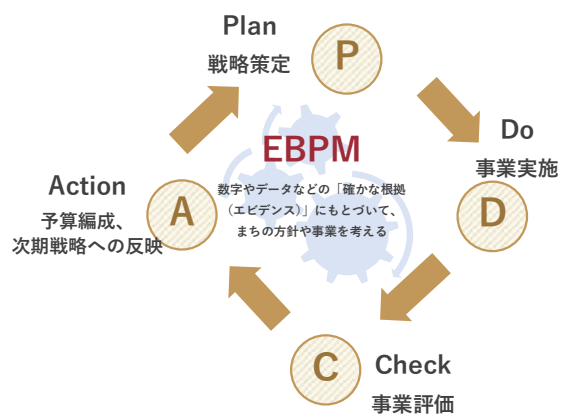 Plan
戦略策定
P
Do
事業実施
D
EBPM
数字やデータなどの「確かな根拠
（エビデンス）」にもとづいて、
まちの方針や事業を考える
Action
予算編成、
次期戦略への反映
A
C
Check
事業評価